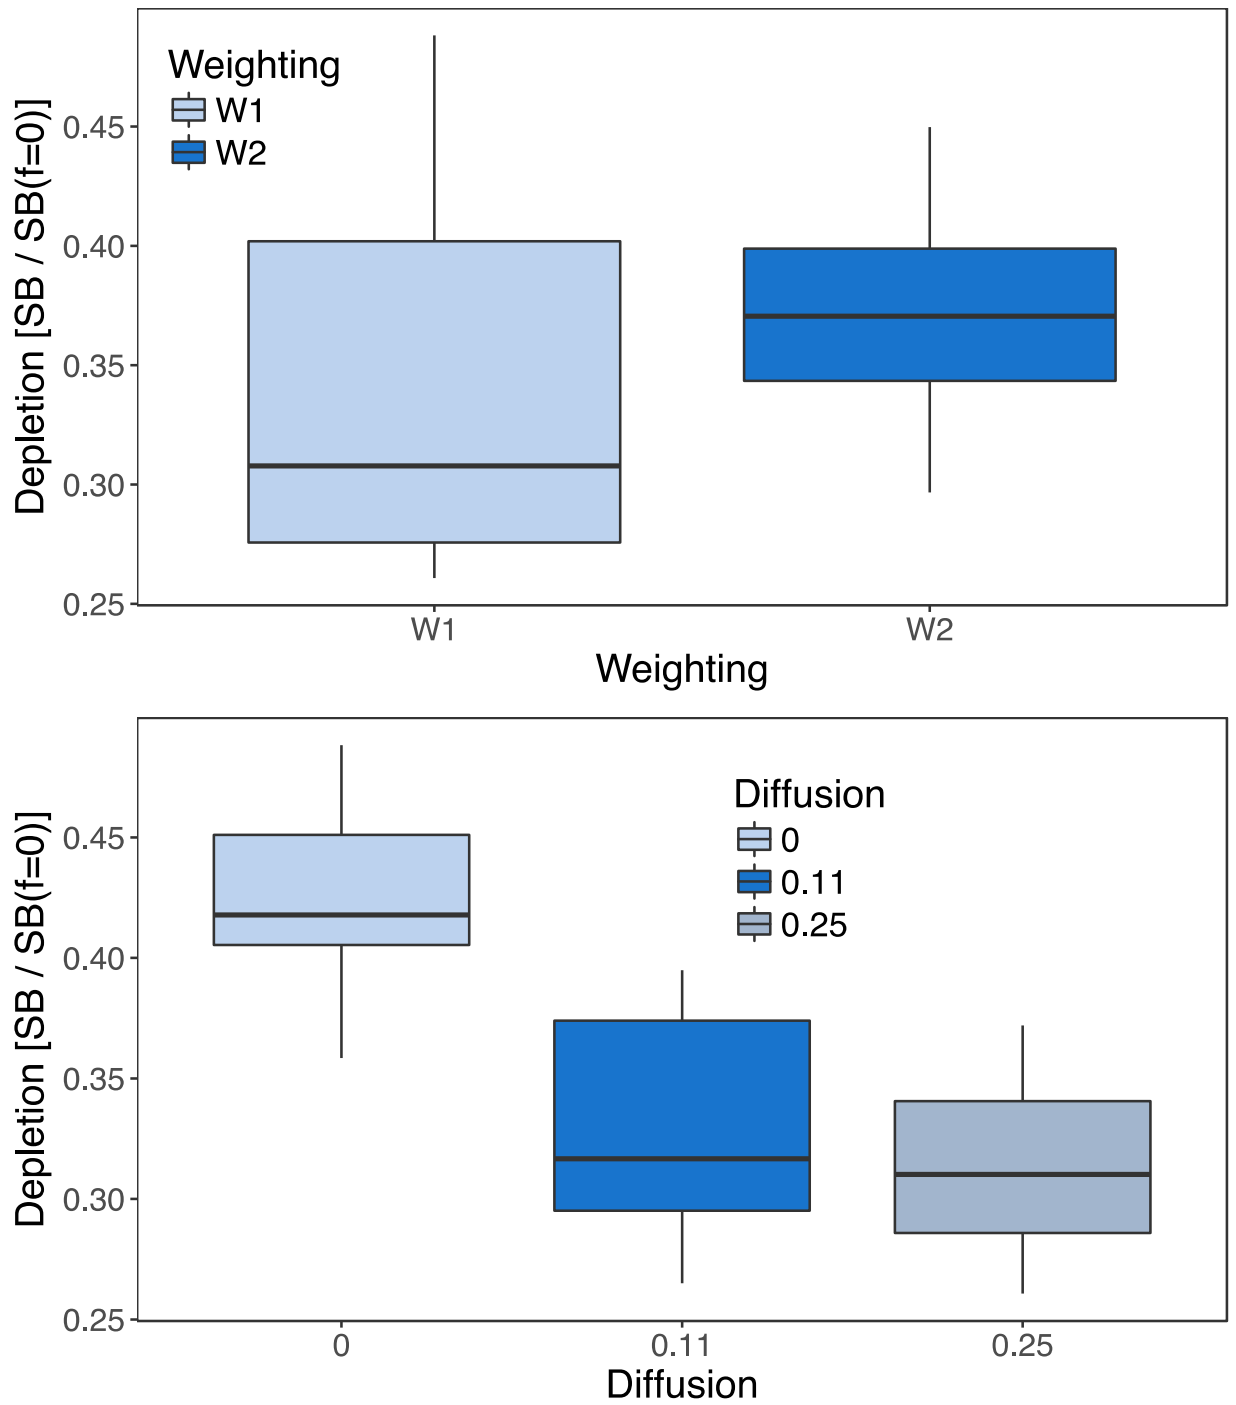 Depletion [SB / SB(f=0)]
Weighting
W1
W2
0.45
0.40
0.35
0.30
0.25
W1 W2
Weighting
Depletion [SB / SB(f=0)]
Diffusion
0
0.11
0.25
0.45
0.40
0.35
0.30
0.25
0 0.11 0.25
Diffusion